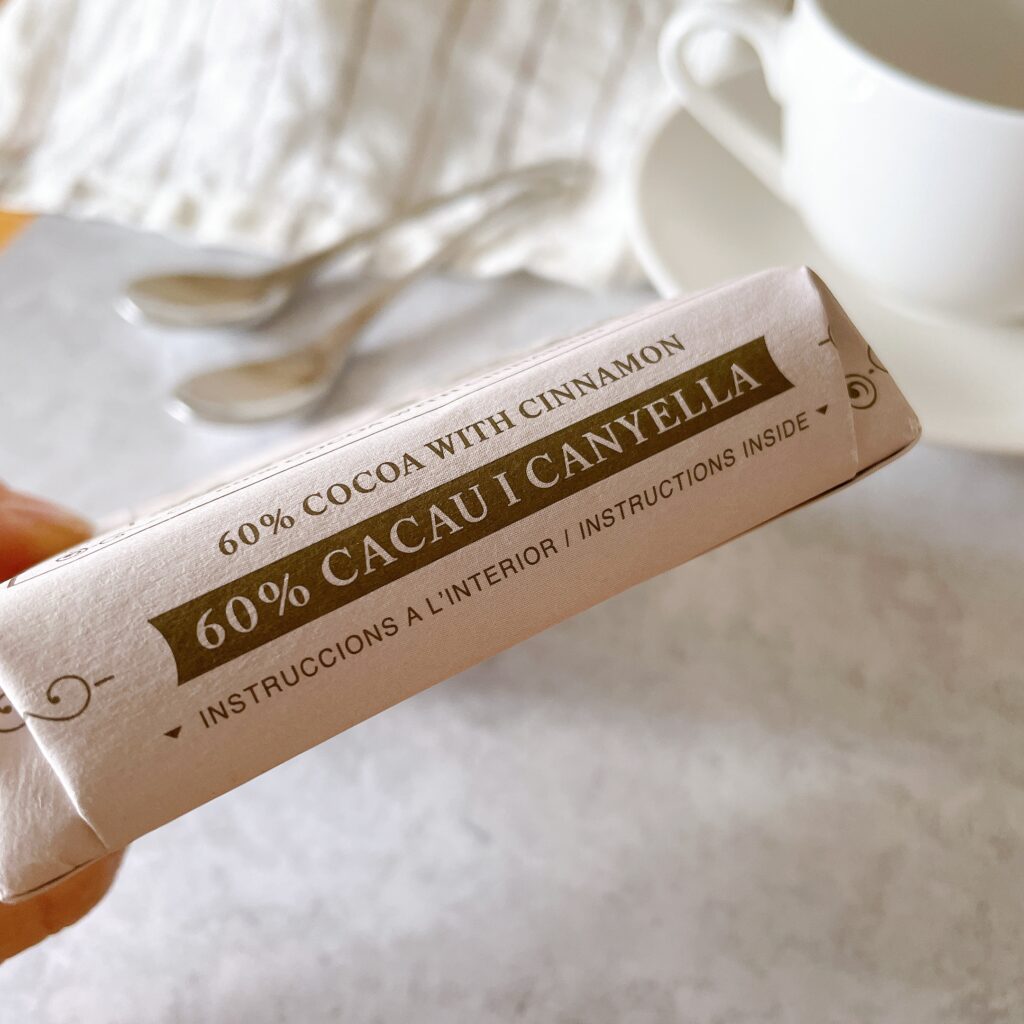 60% COCOA WITH CINNAMON
60% CACAU I CANYELLA
INSTRUCCIONS A L'INTERIOR / INSTRUCTIONS INSIDE